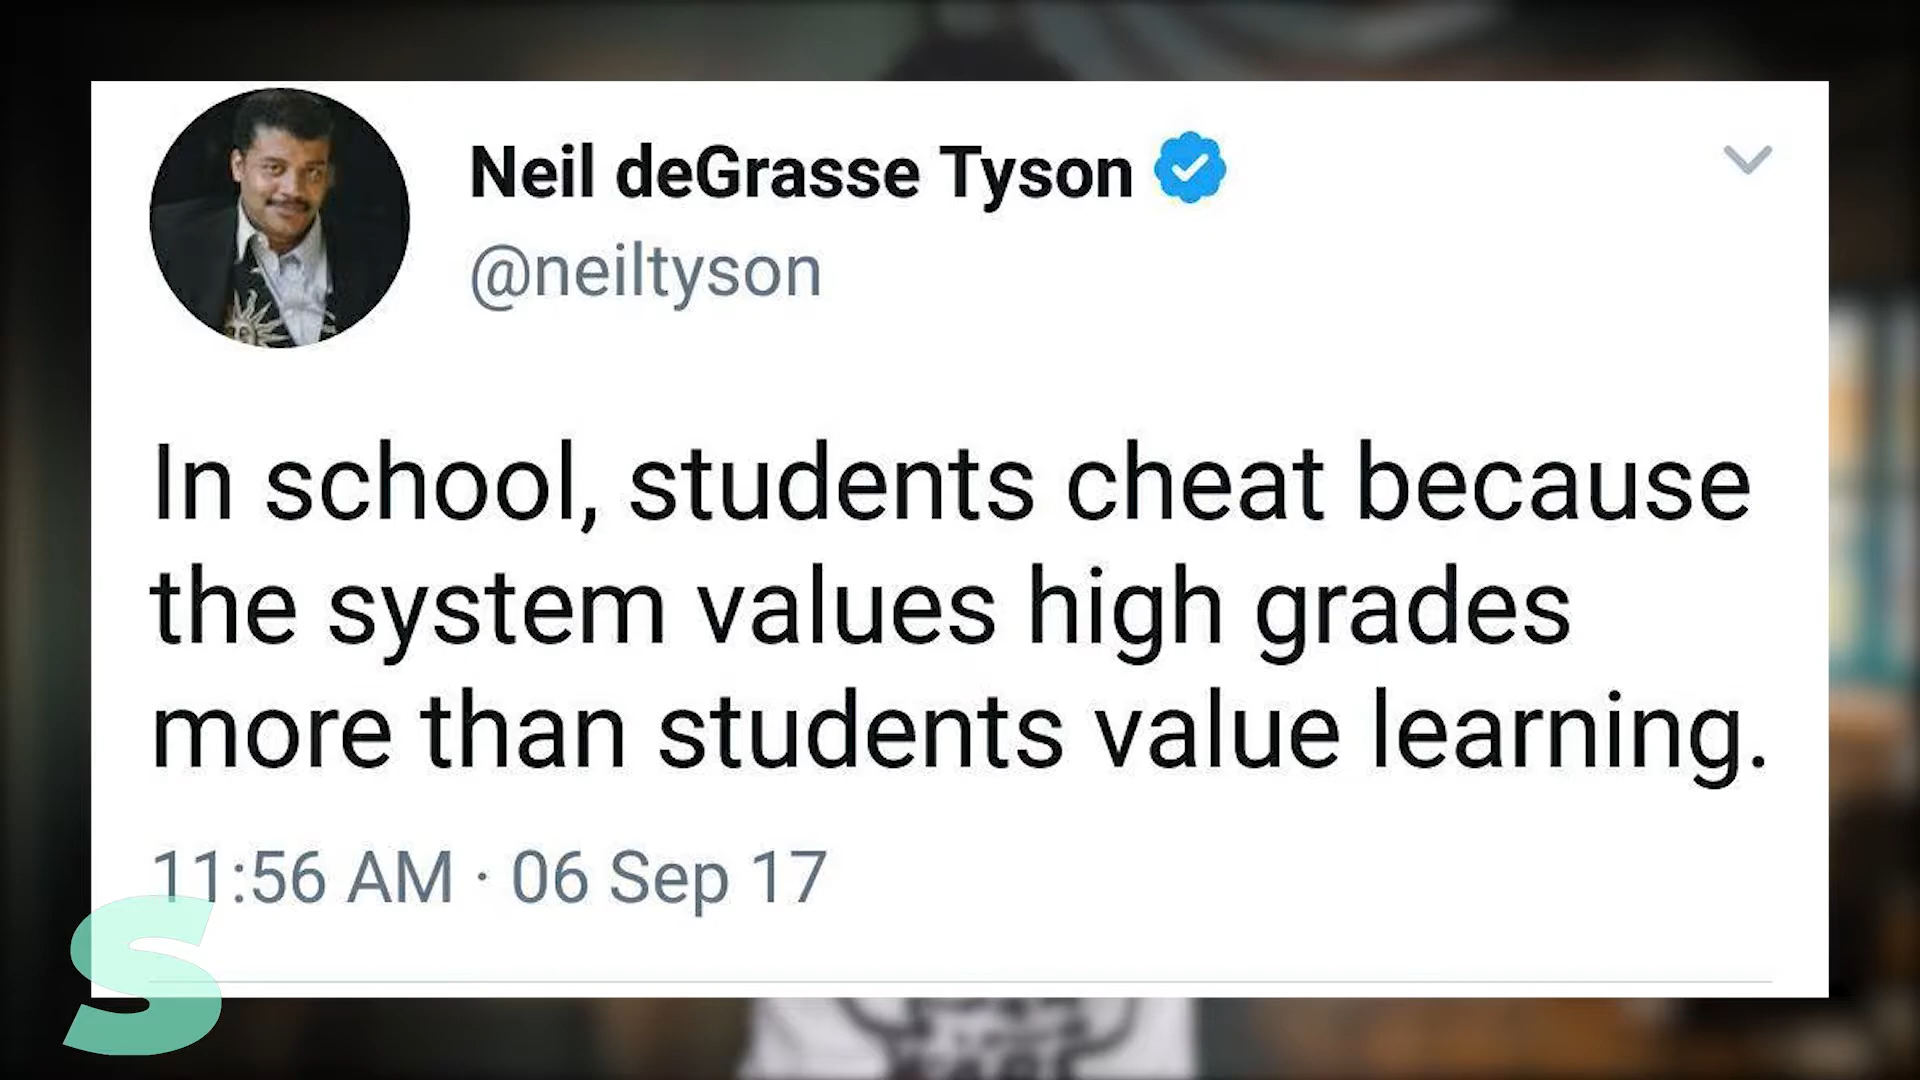 Neil deGrasse Tyson
@neiltyson
In school, students cheat because
the system values high grades
more than students value learning.
11:56 AM · 06 Sep 17
S